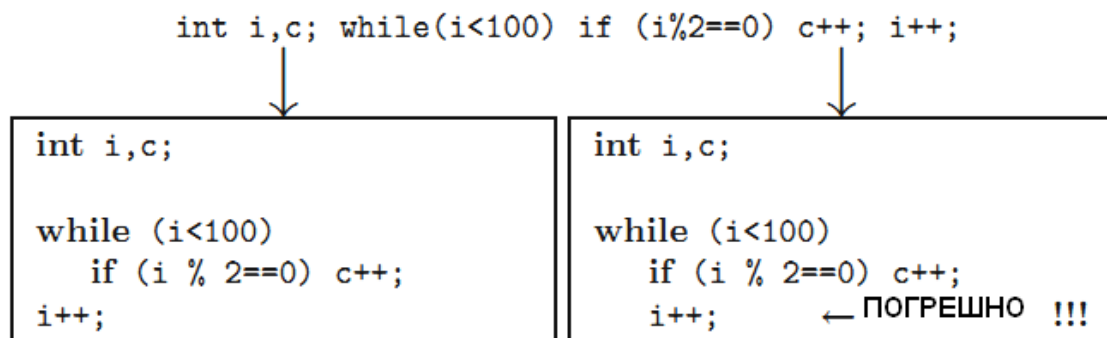 int i,c; while(i<100) if (i%2==0) c++; i++;
int i,c;
while (i<100)
if (i % 2==0) c++;
i++;
int i,c;
while (i<100)
if (i % 2==0) c++;
i++; ← ПОГРЕШНО !!!